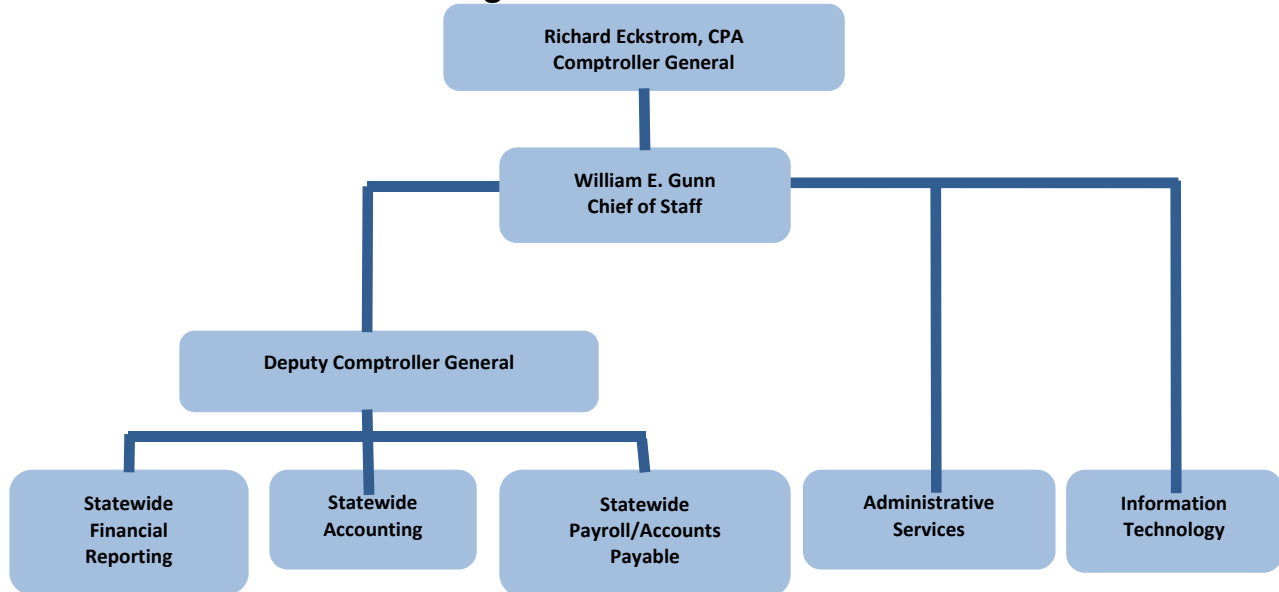 Richard Eckstrom, CPA
Comptroller General
William E. Gunn
Chief of Staff
Deputy Comptroller General
Statewide
Financial
Reporting
Statewide
Accounting
Statewide
Payroll/Accounts
Payable
Administrative
Services
Information
Technology